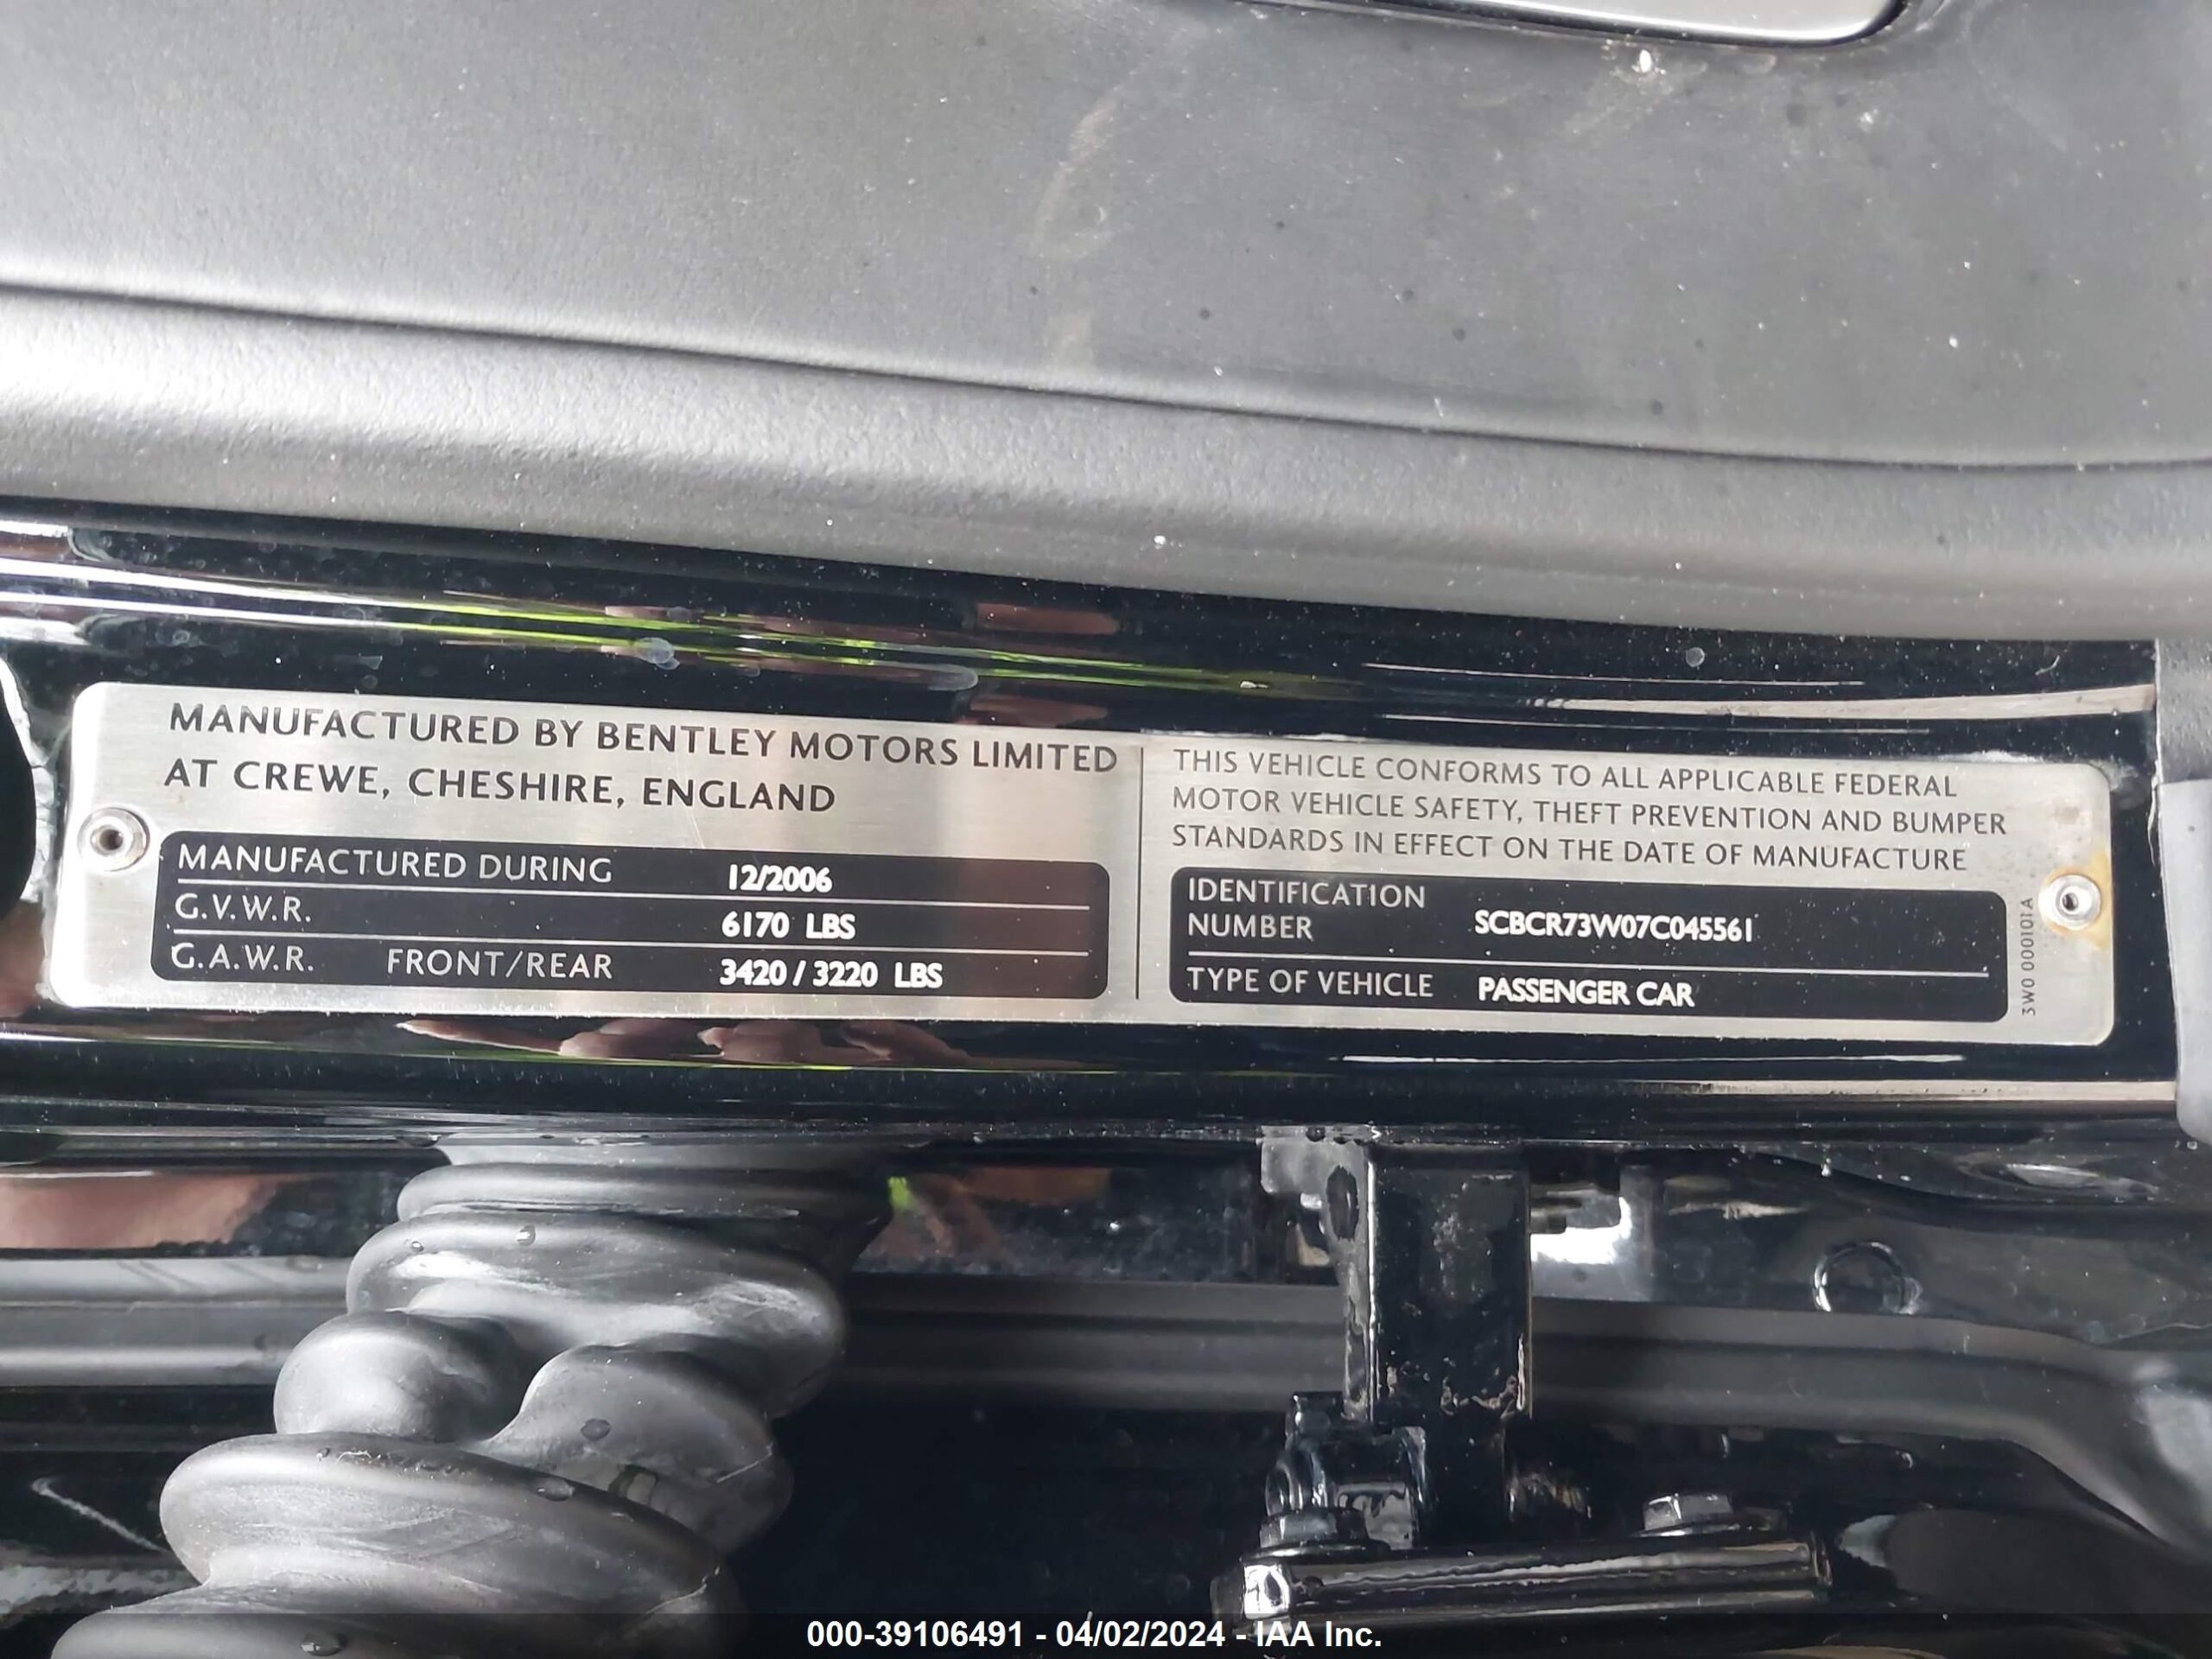 MANUFACTURED BY BENTLEY MOTORS LIMITED
AT CREWE, CHESHIRE, ENGLAND
MANUFACTURED DURING 12/2006
G.V.W.R. 6170 LBS
G.A.W.R. FRONT/REAR 3420 / 3220 LBS
THIS VEHICLE CONFORMS TO ALL APPLICABLE FEDERAL
MOTOR VEHICLE SAFETY, THEFT PREVENTION AND BUMPER
STANDARDS IN EFFECT ON THE DATE OF MANUFACTURE
IDENTIFICATION
NUMBER SCBCR73W07C045561
TYPE OF VEHICLE PASSENGER CAR
3W0 000101A
000-39106491 - 04/02/2024 - IAA Inc.